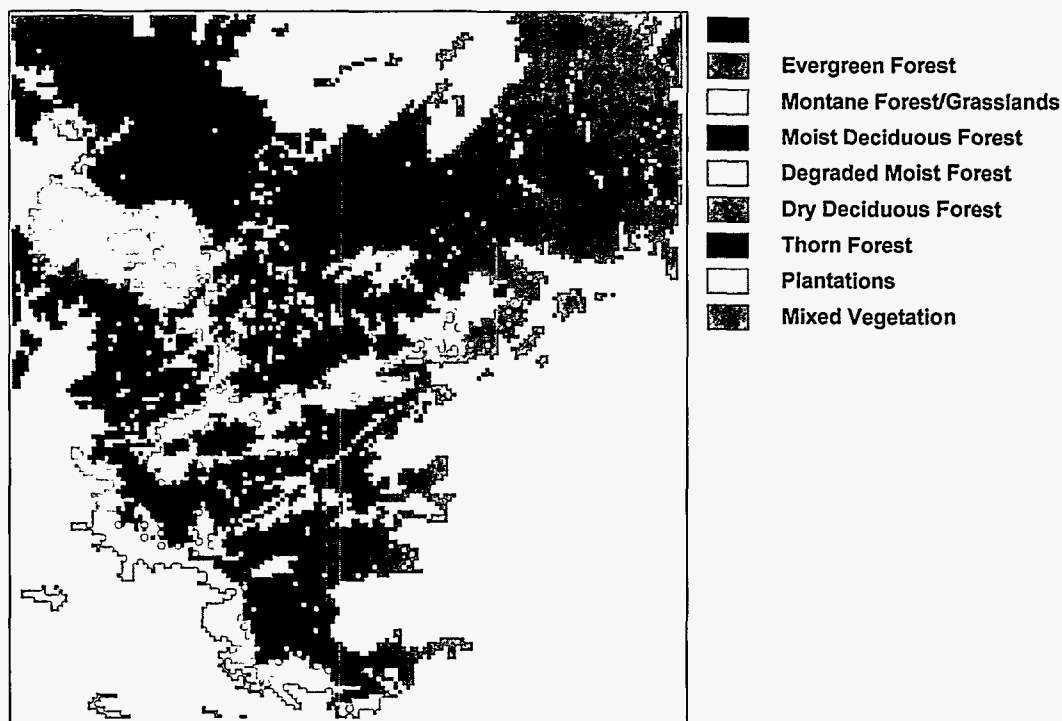 Evergreen Forest
Montane Forest/Grasslands
Moist Deciduous Forest
Degraded Moist Forest
Dry Deciduous Forest
Thorn Forest
Plantations
Mixed Vegetation